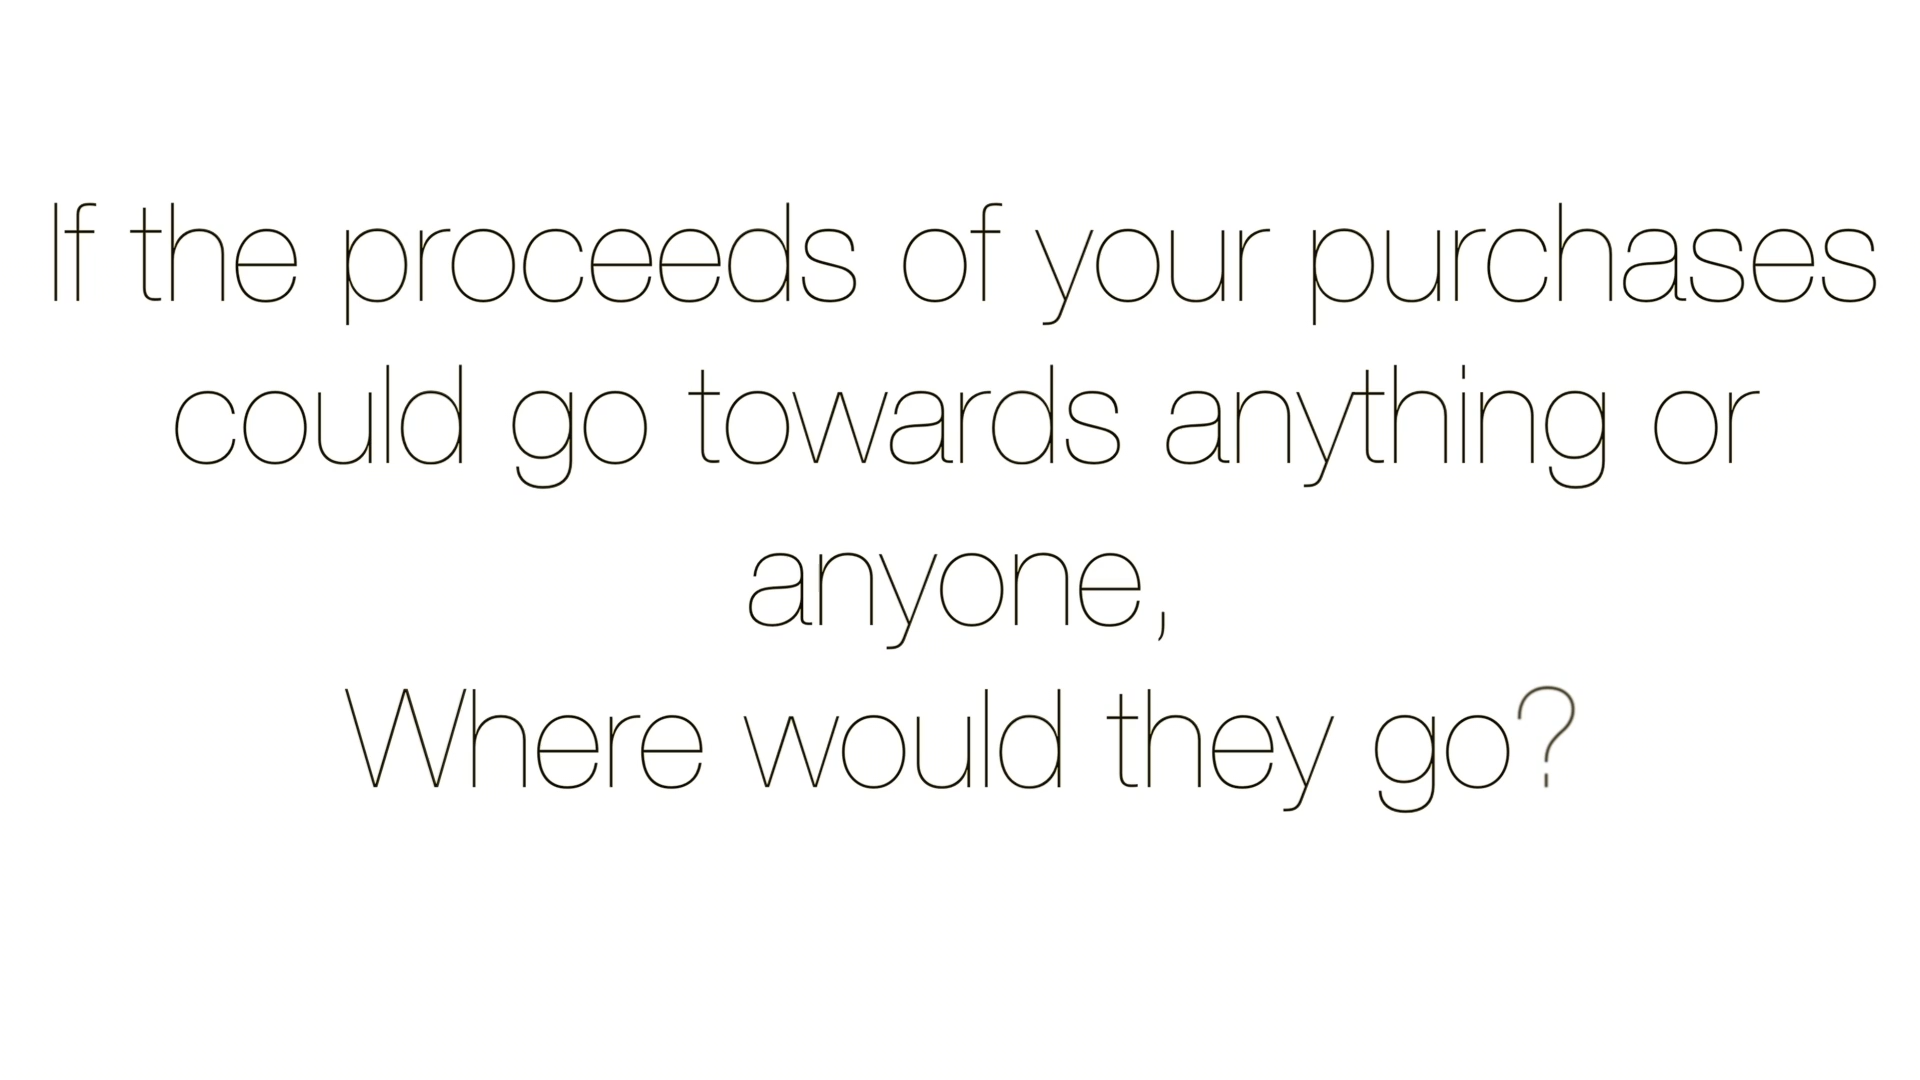 If the proceeds of your purchases
could go towards anything or
anyone,
Where would they go?